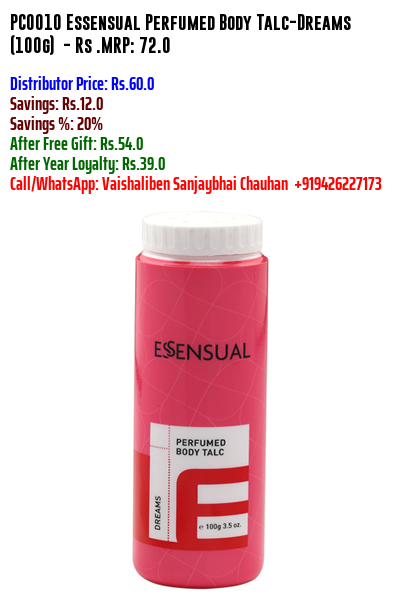 PC0010 Essensual Perfumed Body Talc-Dreams
(100g) - Rs .MRP: 72.0
Distributor Price: Rs.60.0
Savings: Rs.12.0
Savings %: 20%
After Free Gift: Rs.54.0
After Year Loyalty: Rs.39.0
Call/WhatsApp: Vaishaliben Sanjaybhai Chauhan +919426227173
ESSENSUAL
PERFUMED
BODY TALC
DREAMS
e 100g 3.5 oz.